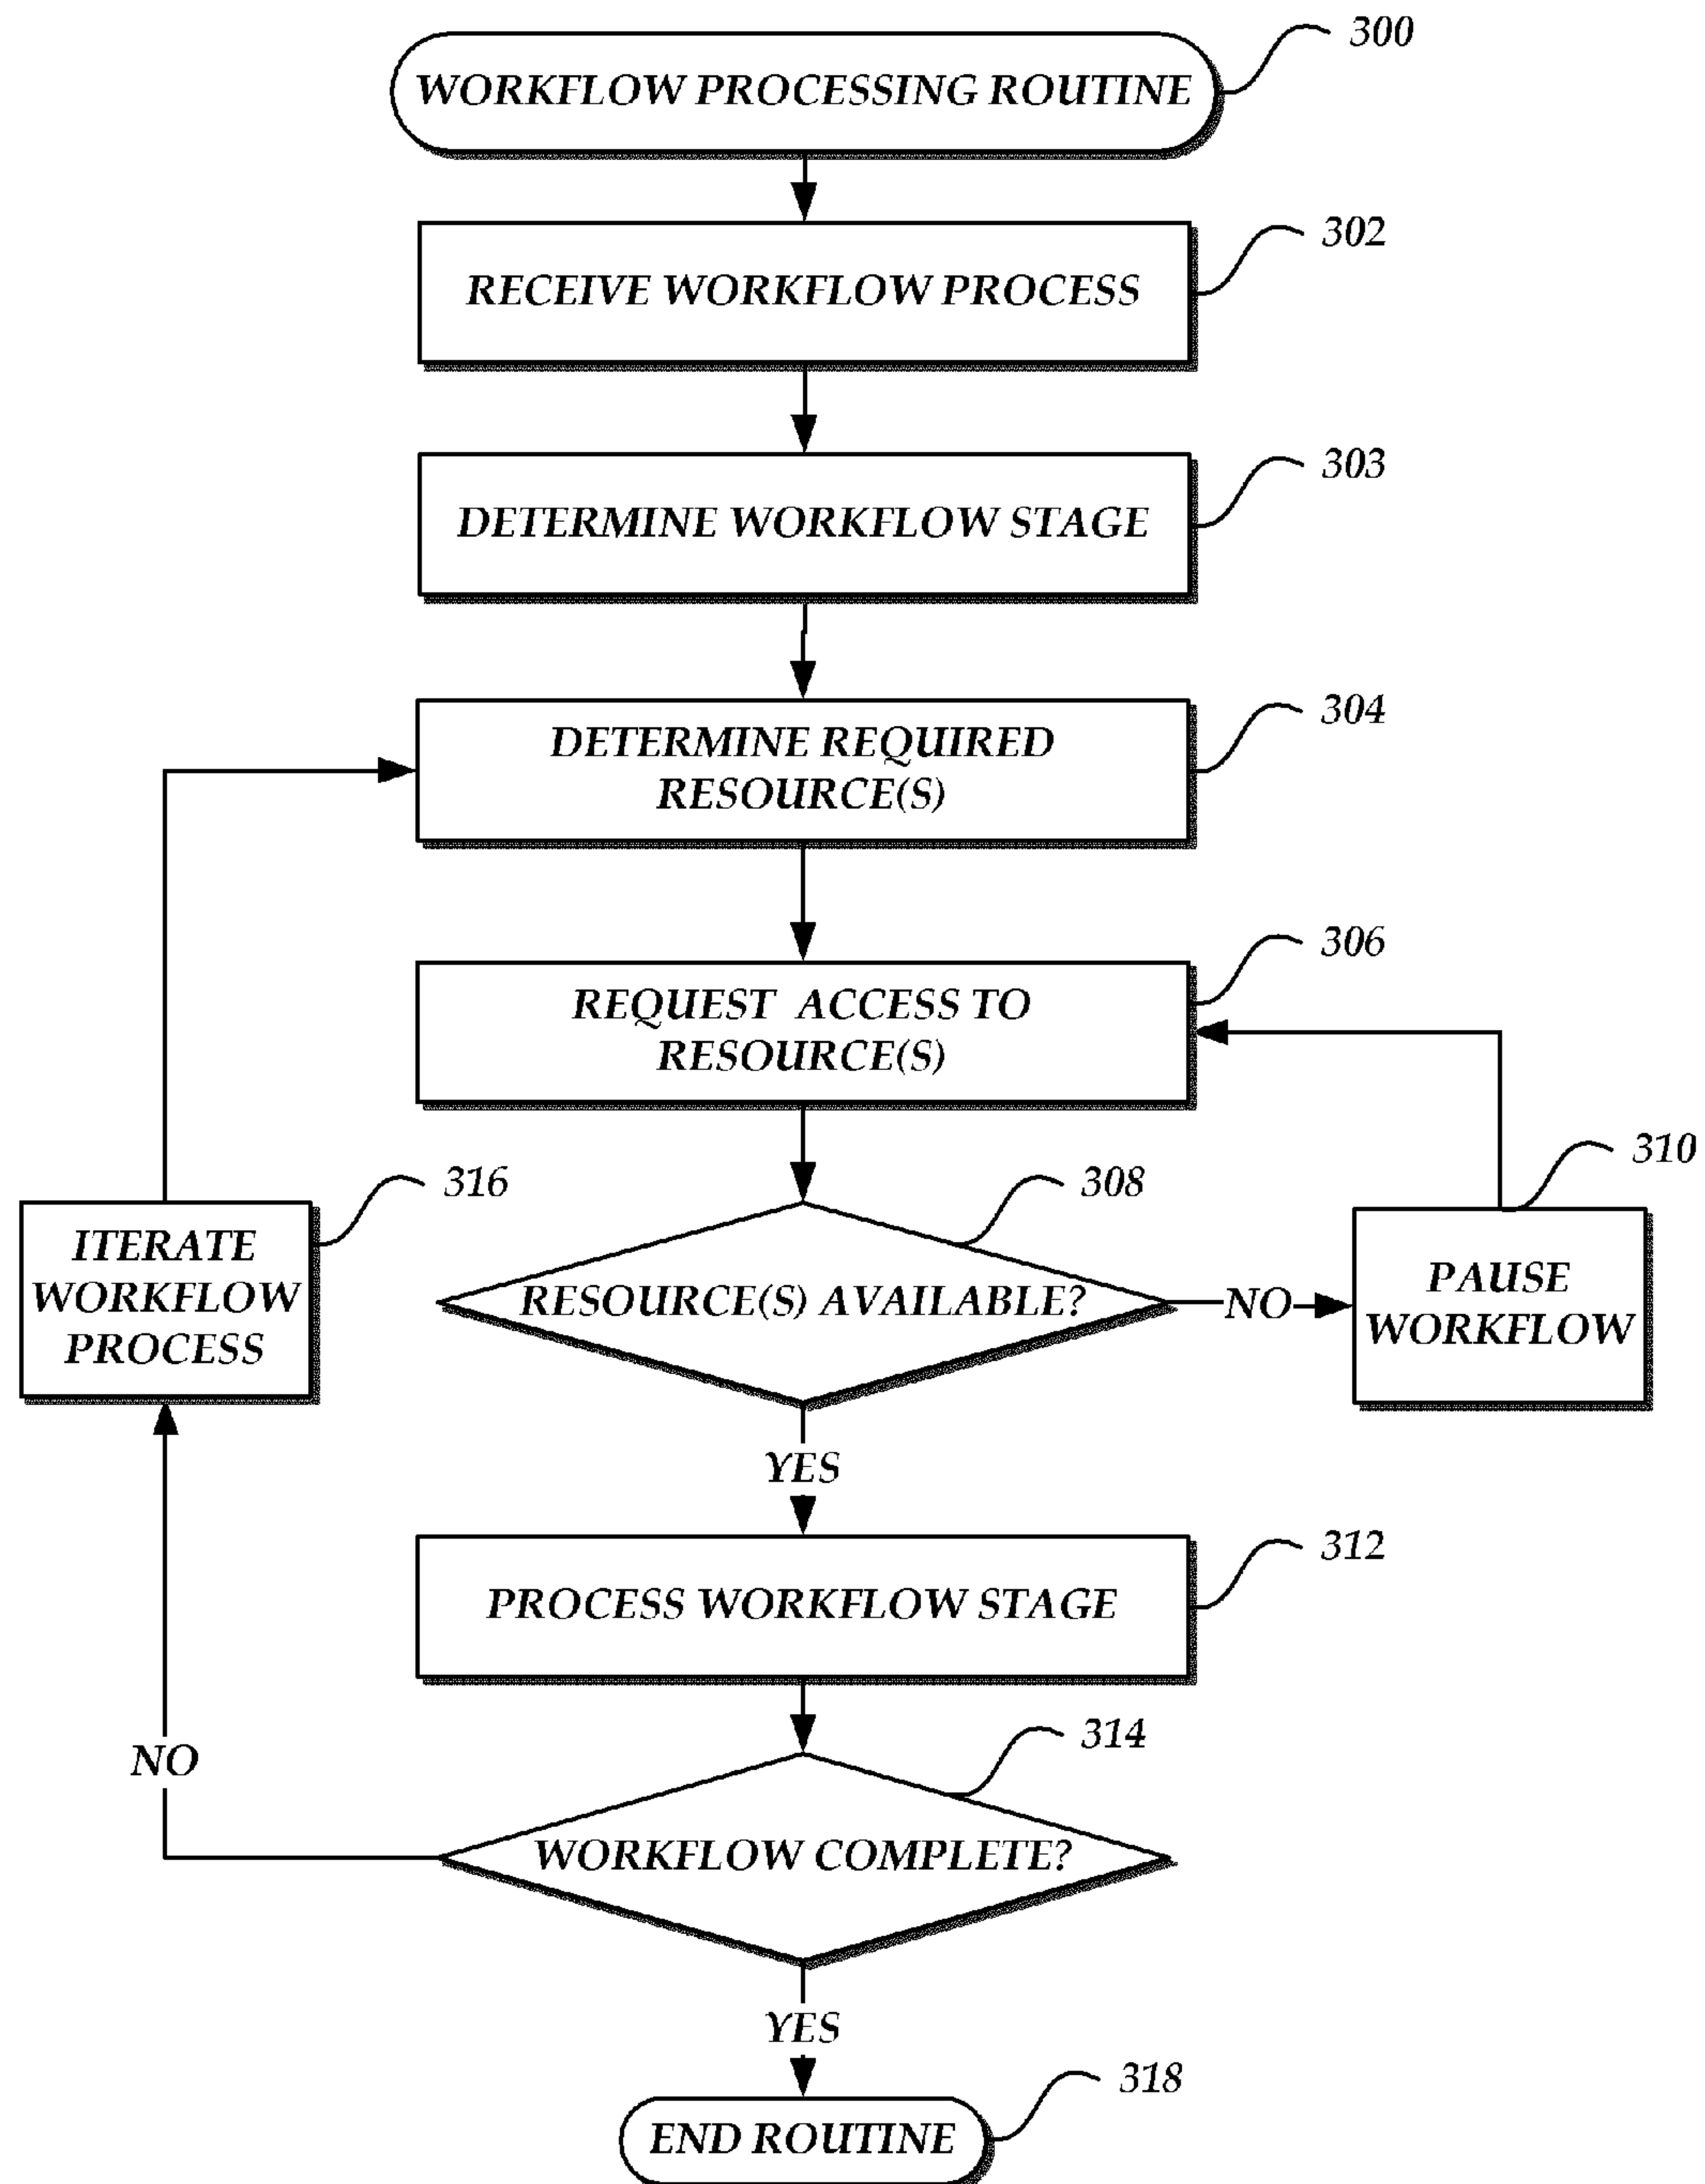 300
WORKFLOW PROCESSING ROUTINE
302
RECEIVE WORKFLOW PROCESS
303
DETERMINE WORKFLOW STAGE
304
DETERMINE REQUIRED
RESOURCE(S)
306
REQUEST ACCESS TO
RESOURCE(S)
310
316
308
ITERATE
WORKFLOW
PROCESS
RESOURCE(S) AVAILABLE?
NO
PAUSE
WORKFLOW
YES
312
PROCESS WORKFLOW STAGE
314
NO
WORKFLOW COMPLETE?
YES
318
END ROUTINE